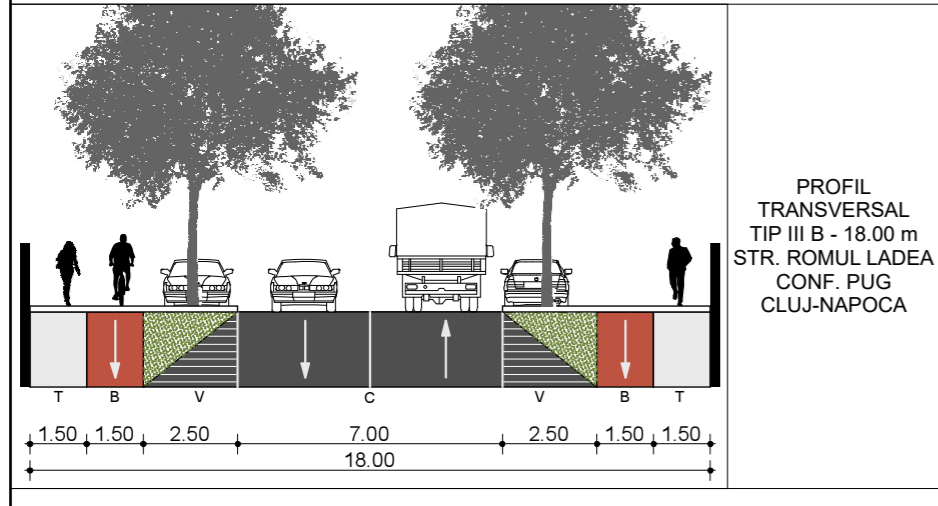 PROFIL
TRANSVERSAL
TIP III B - 18.00 m
STR. ROMUL LADEA
CONF. PUG
CLUJ-NAPOCA
T B V C V B T
1.50 1.50 2.50 7.00 2.50 1.50 1.50
18.00